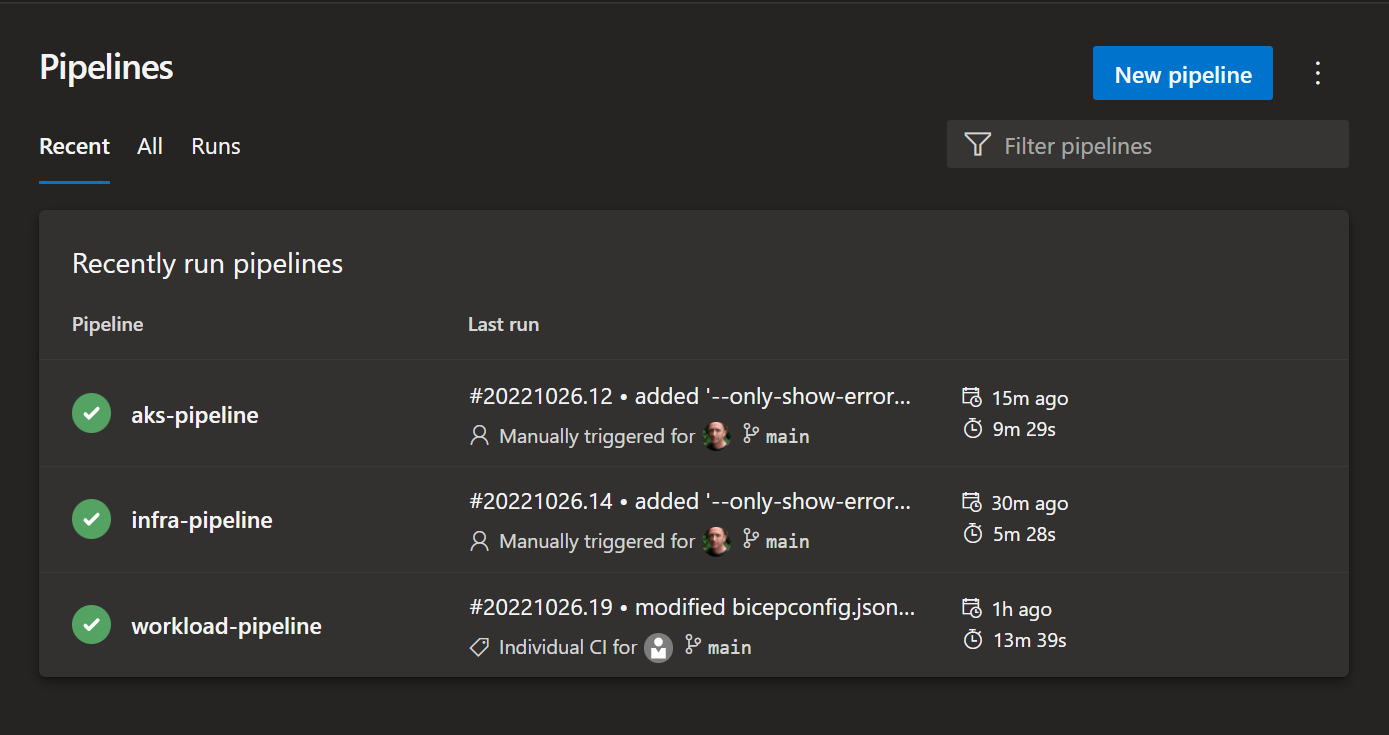 Pipelines
New pipeline
Recent All Runs
Filter pipelines
Recently run pipelines
Pipeline Last run
aks-pipeline
#20221026.12 • added '--only-show-error...
Manually triggered for main
15m ago
9m 29s
infra-pipeline
#20221026.14 • added '--only-show-error...
Manually triggered for main
30m ago
5m 28s
workload-pipeline
#20221026.19 • modified bicepconfig.json...
Individual CI for main
1h ago
13m 39s